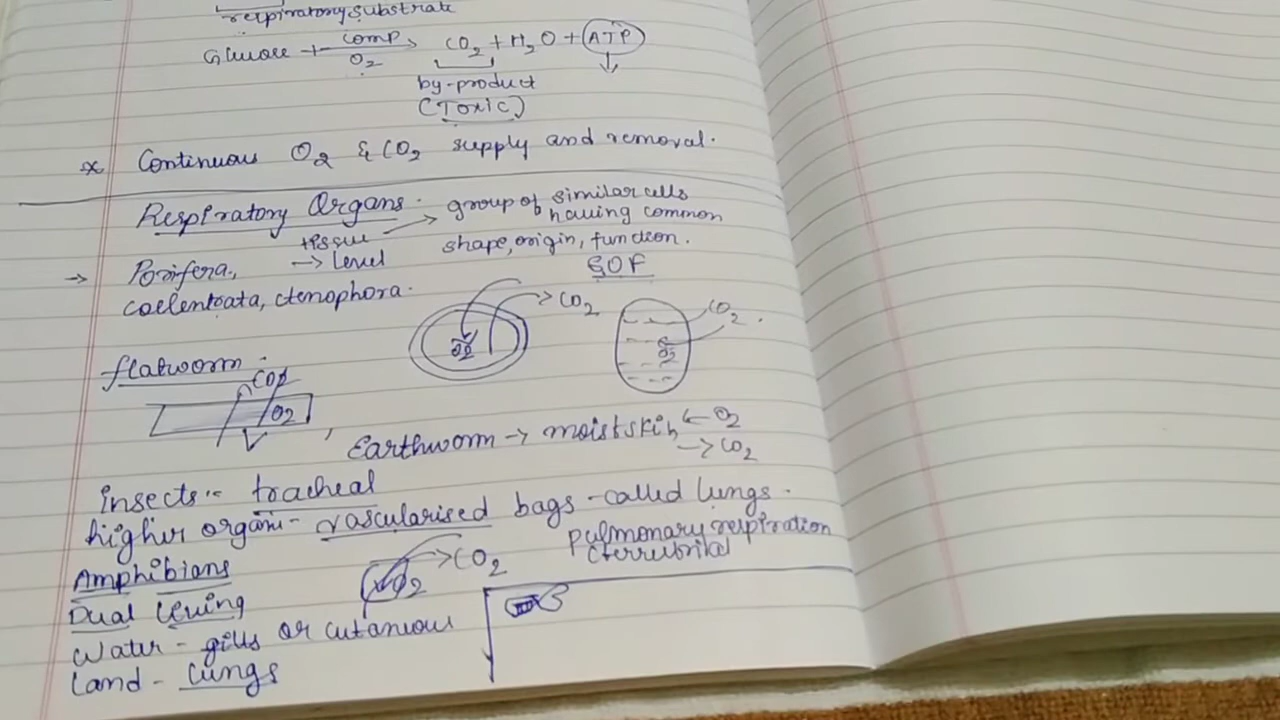 respiratory substrate
Glucose + comp O2 → CO2 + H2O + ATP
by-product
(Toxic)
* Continuous O2 & CO2 supply and removal.
Respiratory Organs.
tissue → group of similar cells having common
→ level shape, origin, function.
→ Porifera, SOF
coelentrata, ctenophora.
→ CO2
O2
CO2.
O2
flatworm -
CO2
O2
Earthworm → moist skin ← O2
→ CO2
Insects :- tracheal
higher organi- vascularised bags - called lungs.
pulmonary respiration
Amphibians
→ CO2
O2
Dual living
Water - gills or cutaneous
Land - lungs